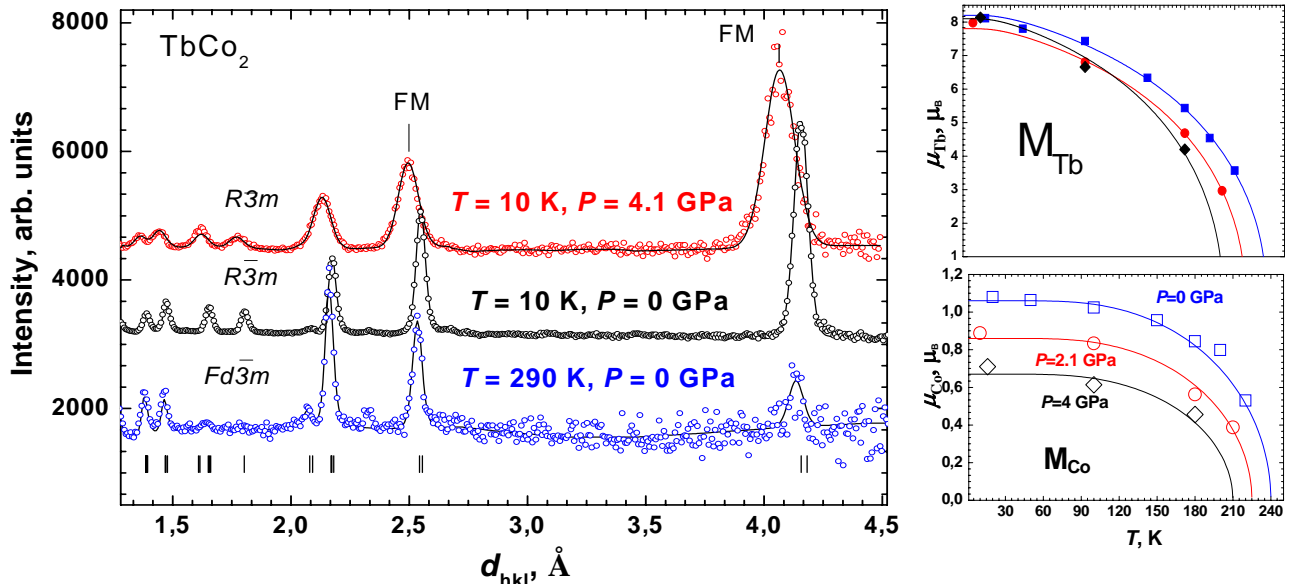 8000
6000
4000
2000
Intensity, arb. units
TbCo2
FM
FM
R3m
T = 10 K, P = 4.1 GPa
R3̅m
T = 10 K, P = 0 GPa
Fd3̅m
T = 290 K, P = 0 GPa
1,5 2,0 2,5 3,0 3,5 4,0 4,5
dhkl, Å
8
7
6
5
4
3
2
1
μTb, μB
MTb
1,2
1,0
0,8
0,6
0,4
0,2
0,0
μCo, μB
P=0 GPa
P=2.1 GPa
P=4 GPa
MCo
30 60 90 120 150 180 210 240
T, K